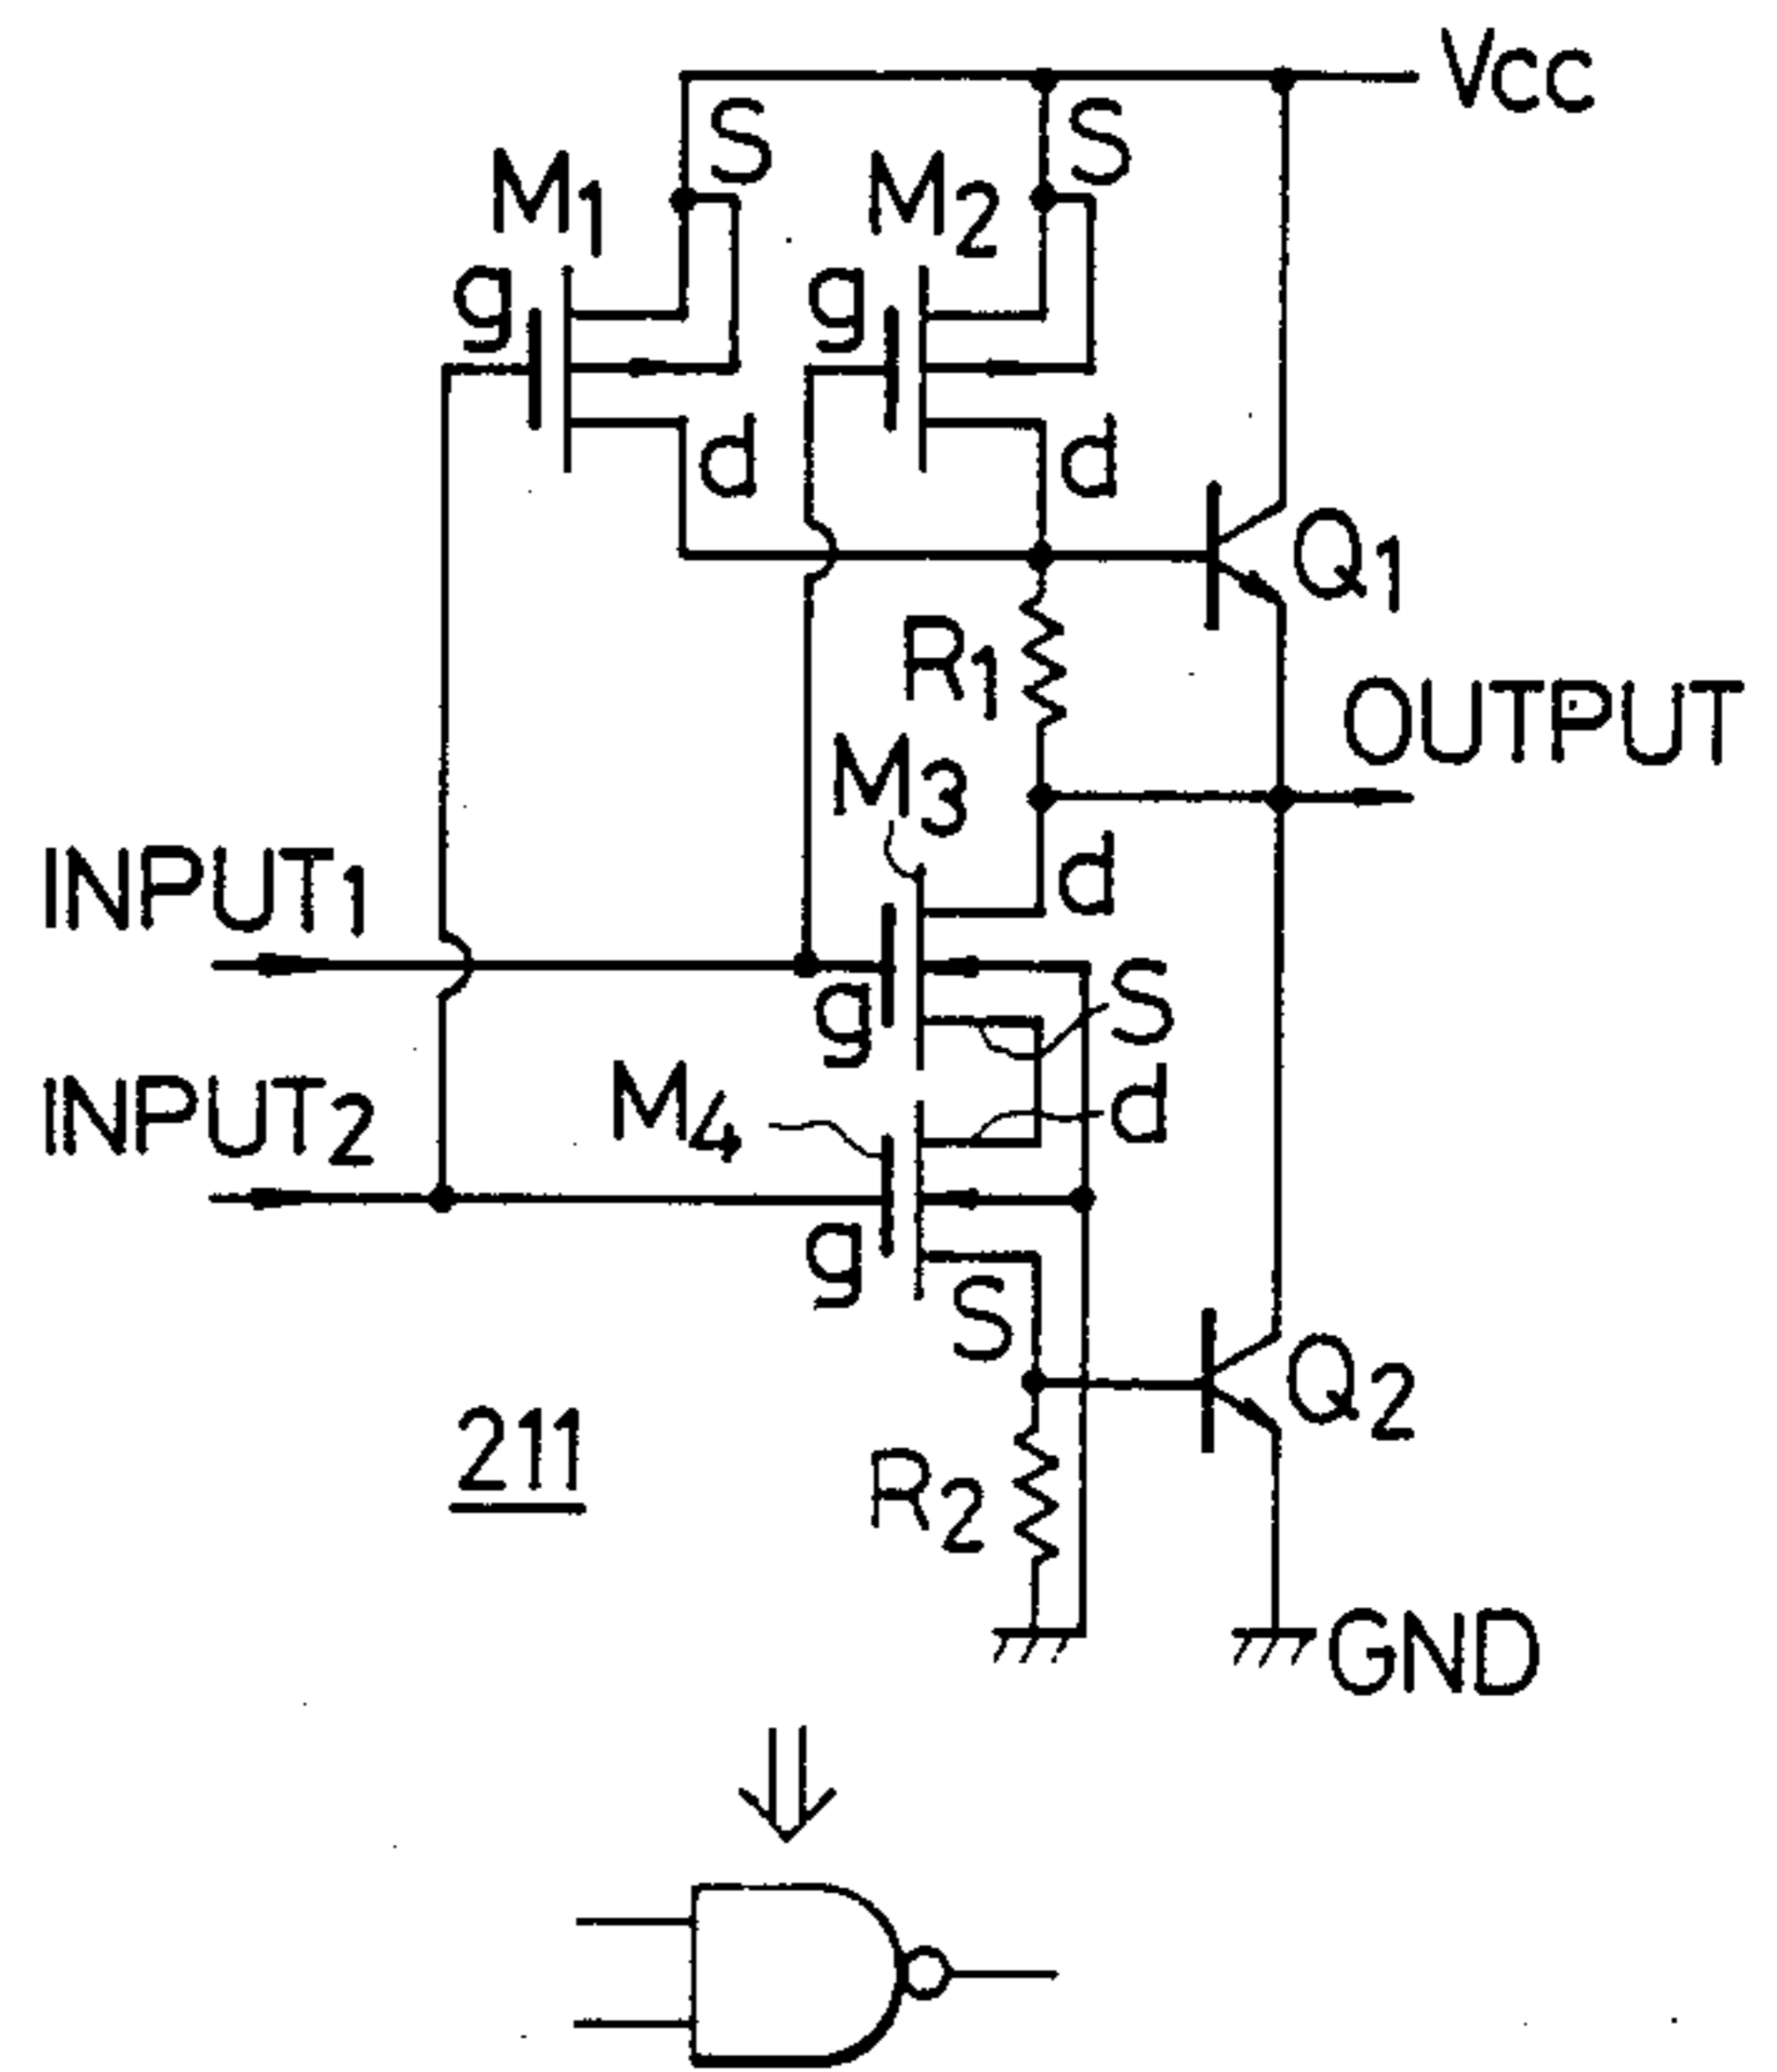 Vcc
S
S
M1
M2
g
g
d
d
Q1
R1
OUTPUT
M3
d
INPUT1
g
S
M4
INPUT2
d
g
S
Q2
211
R2
GND